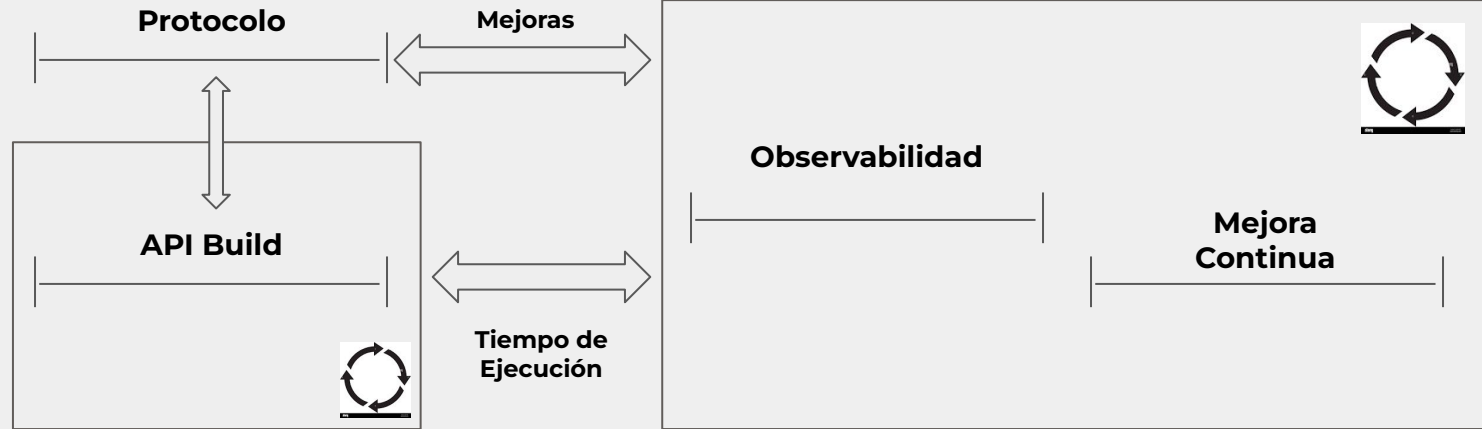 Protocolo
Mejoras
Observabilidad
Mejora
Continua
API Build
Tiempo de
Ejecución